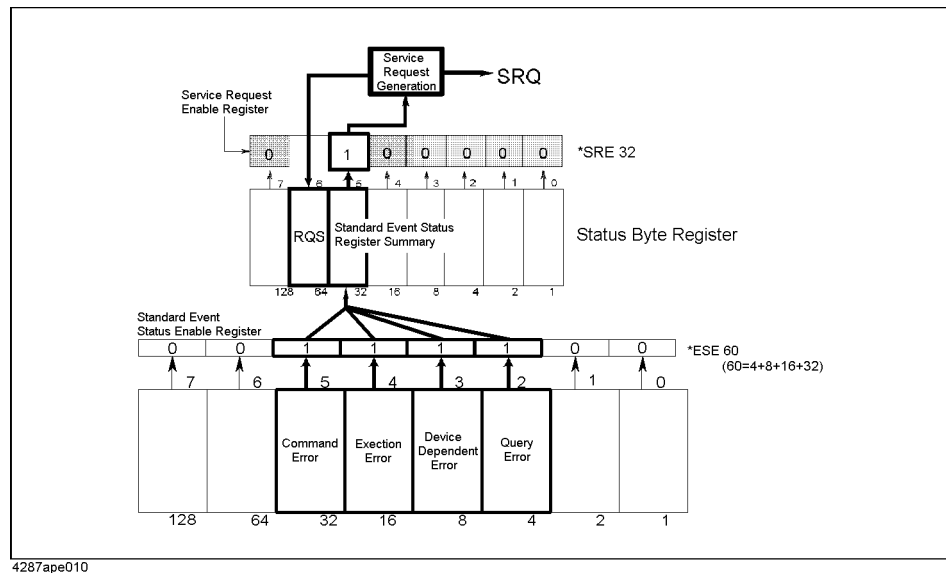 Service
Request
Generation
SRQ
Service Request
Enable Register
0 1 0 0 0 0 0 *SRE 32
7 6 5 4 3 2 1 0
RQS
Standard Event Status
Register Summary
Status Byte Register
128 64 32 16 8 4 2 1
Standard Event
Status Enable Register
0 0 1 1 1 1 0 0 *ESE 60
(60=4+8+16+32)
7 6 5 4 3 2 1 0
Command
Error
Exection
Error
Device
Dependent
Error
Query
Error
128 64 32 16 8 4 2 1
4287ape010